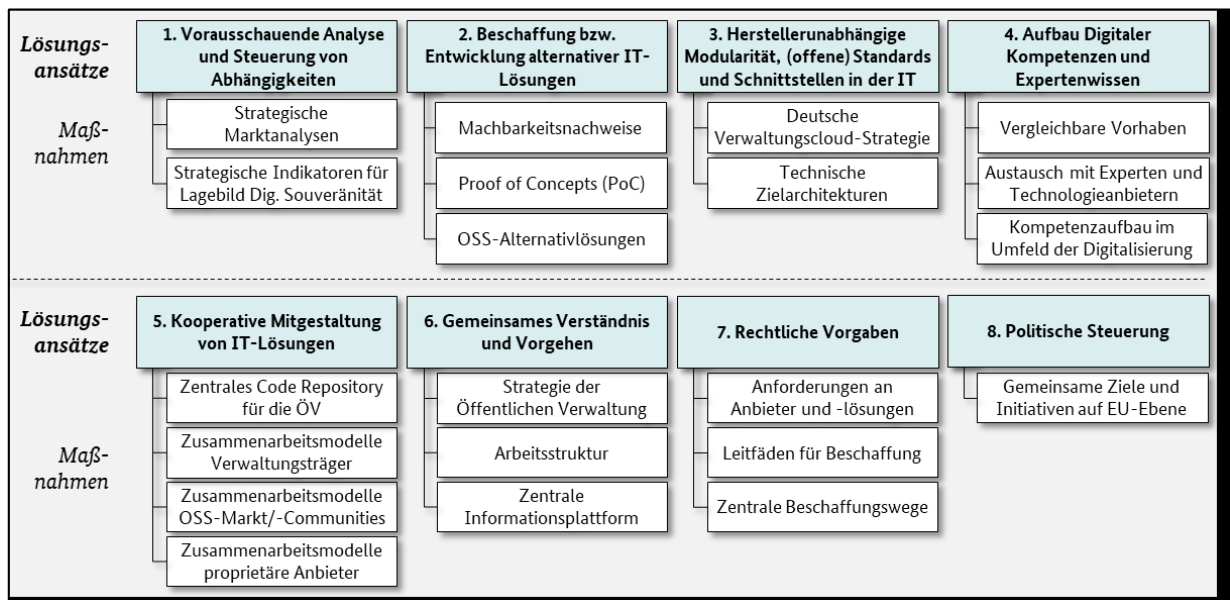 Lösungs-
ansätze
1. Vorausschauende Analyse
und Steuerung von
Abhängigkeiten
2. Beschaffung bzw.
Entwicklung alternativer IT-
Lösungen
3. Herstellerunabhängige
Modularität, (offene) Standards
und Schnittstellen in der IT
4. Aufbau Digitaler
Kompetenzen und
Expertenwissen
Maß-
nahmen
Strategische
Marktanalysen
Strategische Indikatoren für
Lagebild Dig. Souveränität
Machbarkeitsnachweise
Proof of Concepts (PoC)
OSS-Alternativlösungen
Deutsche
Verwaltungscloud-Strategie
Technische
Zielarchitekturen
Vergleichbare Vorhaben
Austausch mit Experten und
Technologieanbietern
Kompetenzaufbau im
Umfeld der Digitalisierung
Lösungs-
ansätze
5. Kooperative Mitgestaltung
von IT-Lösungen
6. Gemeinsames Verständnis
und Vorgehen
7. Rechtliche Vorgaben
8. Politische Steuerung
Maß-
nahmen
Zentrales Code Repository
für die ÖV
Zusammenarbeitsmodelle
Verwaltungsträger
Zusammenarbeitsmodelle
OSS-Markt/-Communities
Zusammenarbeitsmodelle
proprietäre Anbieter
Strategie der
Öffentlichen Verwaltung
Arbeitsstruktur
Zentrale
Informationsplattform
Anforderungen an
Anbieter und -lösungen
Leitfäden für Beschaffung
Zentrale Beschaffungswege
Gemeinsame Ziele und
Initiativen auf EU-Ebene